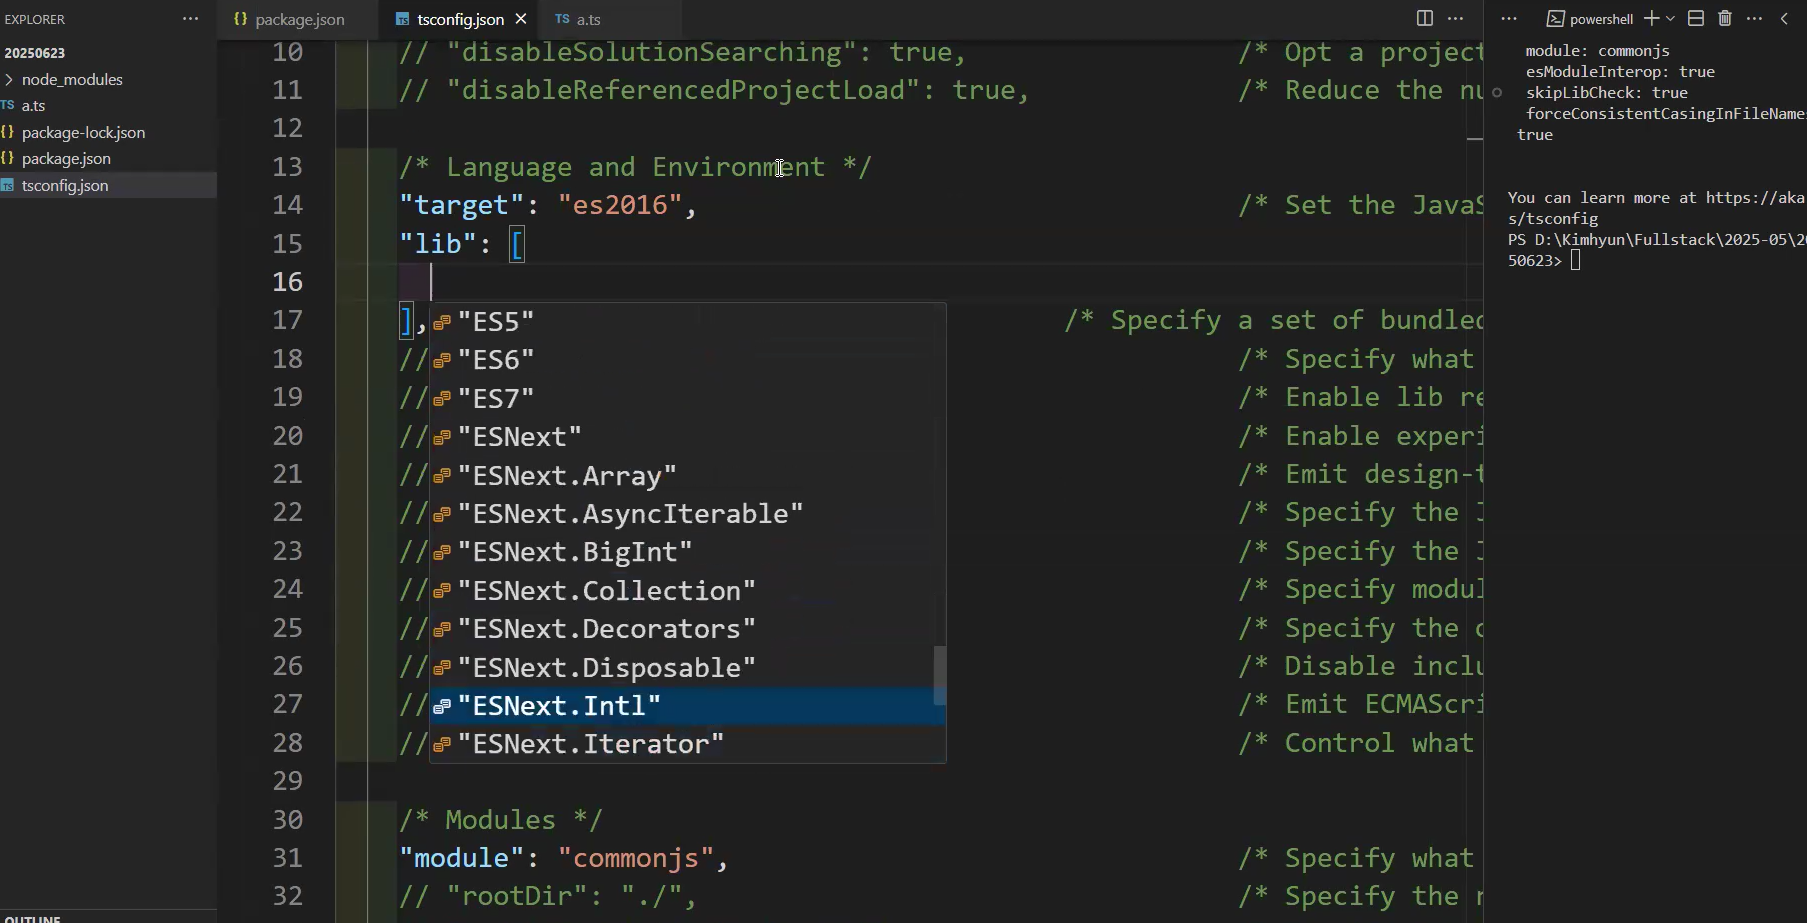 EXPLORER
20250623
node_modules
a.ts
package-lock.json
package.json
tsconfig.json
OUTLINE
package.json
tsconfig.json
a.ts
10 // "disableSolutionSearching": true, /* Opt a project
11 // "disableReferencedProjectLoad": true, /* Reduce the nu
12
13 /* Language and Environment */
14 "target": "es2016", /* Set the JavaS
15 "lib": [
16
17 ], /* Specify a set of bundled
18 // /* Specify what
19 // /* Enable lib re
20 // /* Enable experi
21 // /* Emit design-t
22 // /* Specify the J
23 // /* Specify the J
24 // /* Specify modul
25 // /* Specify the o
26 // /* Disable inclu
27 // /* Emit ECMAScri
28 // /* Control what
29
30 /* Modules */
31 "module": "commonjs", /* Specify what
32 // "rootDir": "./", /* Specify the r
"ES5"
"ES6"
"ES7"
"ESNext"
"ESNext.Array"
"ESNext.AsyncIterable"
"ESNext.BigInt"
"ESNext.Collection"
"ESNext.Decorators"
"ESNext.Disposable"
"ESNext.Intl"
"ESNext.Iterator"
powershell
module: commonjs
esModuleInterop: true
skipLibCheck: true
forceConsistentCasingInFileName
true
You can learn more at https://aka
s/tsconfig
PS D:\Kimhyun\Fullstack\2025-05\20
50623>